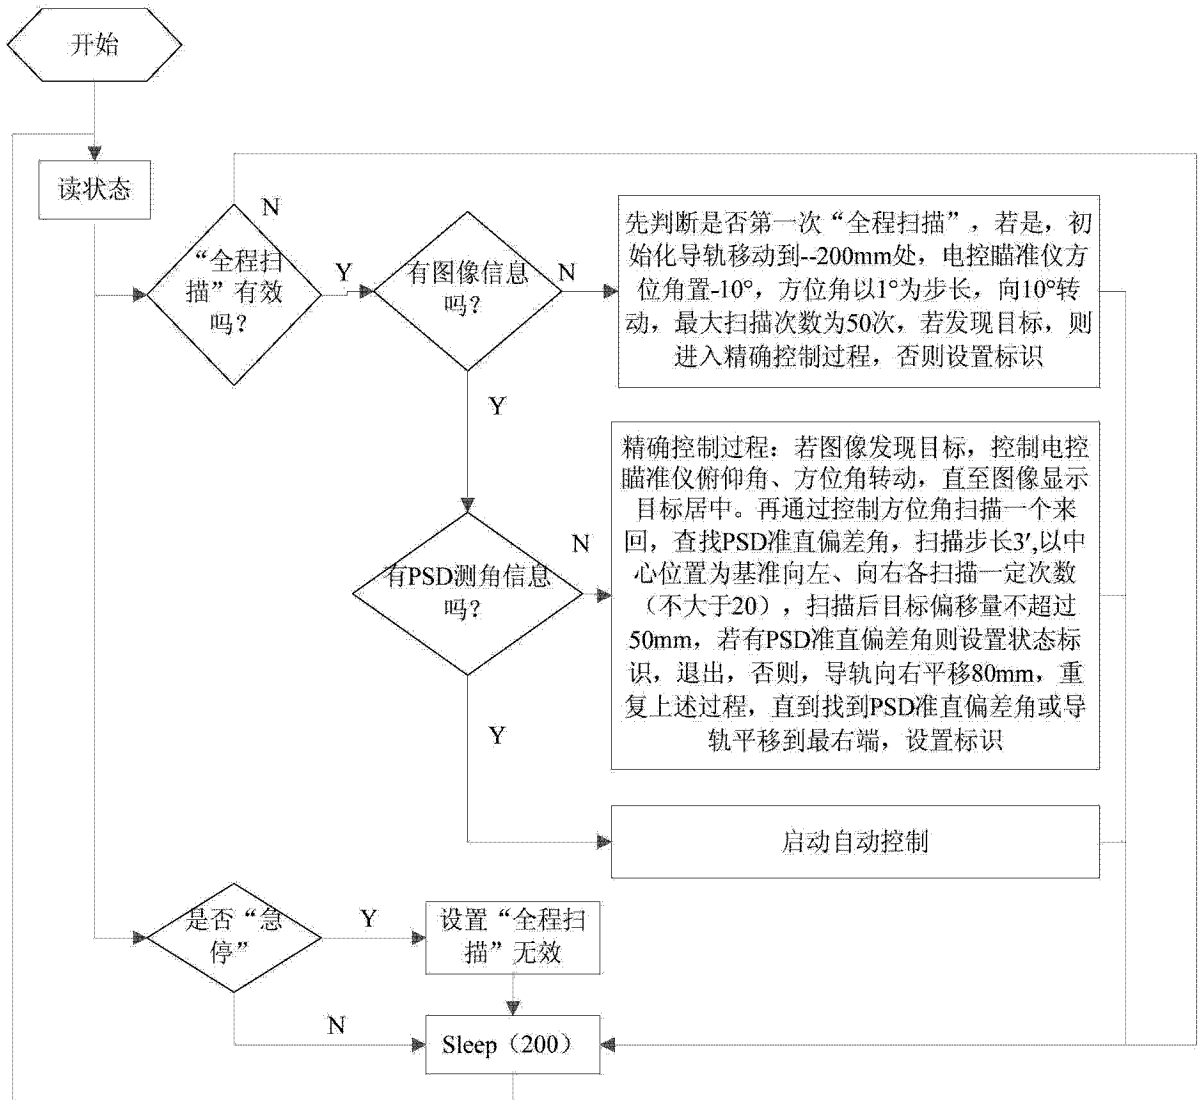 开始
读状态
N
“全程扫
描”有效
吗？
Y
有图像信息
吗？
N
先判断是否第一次“全程扫描”，若是，初
始化导轨移动到--200mm处，电控瞄准仪方
位角置-10°，方位角以1°为步长，向10°转
动，最大扫描次数为50次，若发现目标，则
进入精确控制过程，否则设置标识
Y
有PSD测角信息
吗？
N
精确控制过程：若图像发现目标，控制电控
瞄准仪俯仰角、方位角转动，直至图像显示
目标居中。再通过控制方位角扫描一个来
回，查找PSD准直偏差角，扫描步长3′,以中
心位置为基准向左、向右各扫描一定次数
（不大于20），扫描后目标偏移量不超过
50mm，若有PSD准直偏差角则设置状态标
识，退出，否则，导轨向右平移80mm，重
复上述过程，直到找到PSD准直偏差角或导
轨平移到最右端，设置标识
Y
启动自动控制
是否“急
停”
Y
设置“全程扫
描”无效
N
Sleep（200）